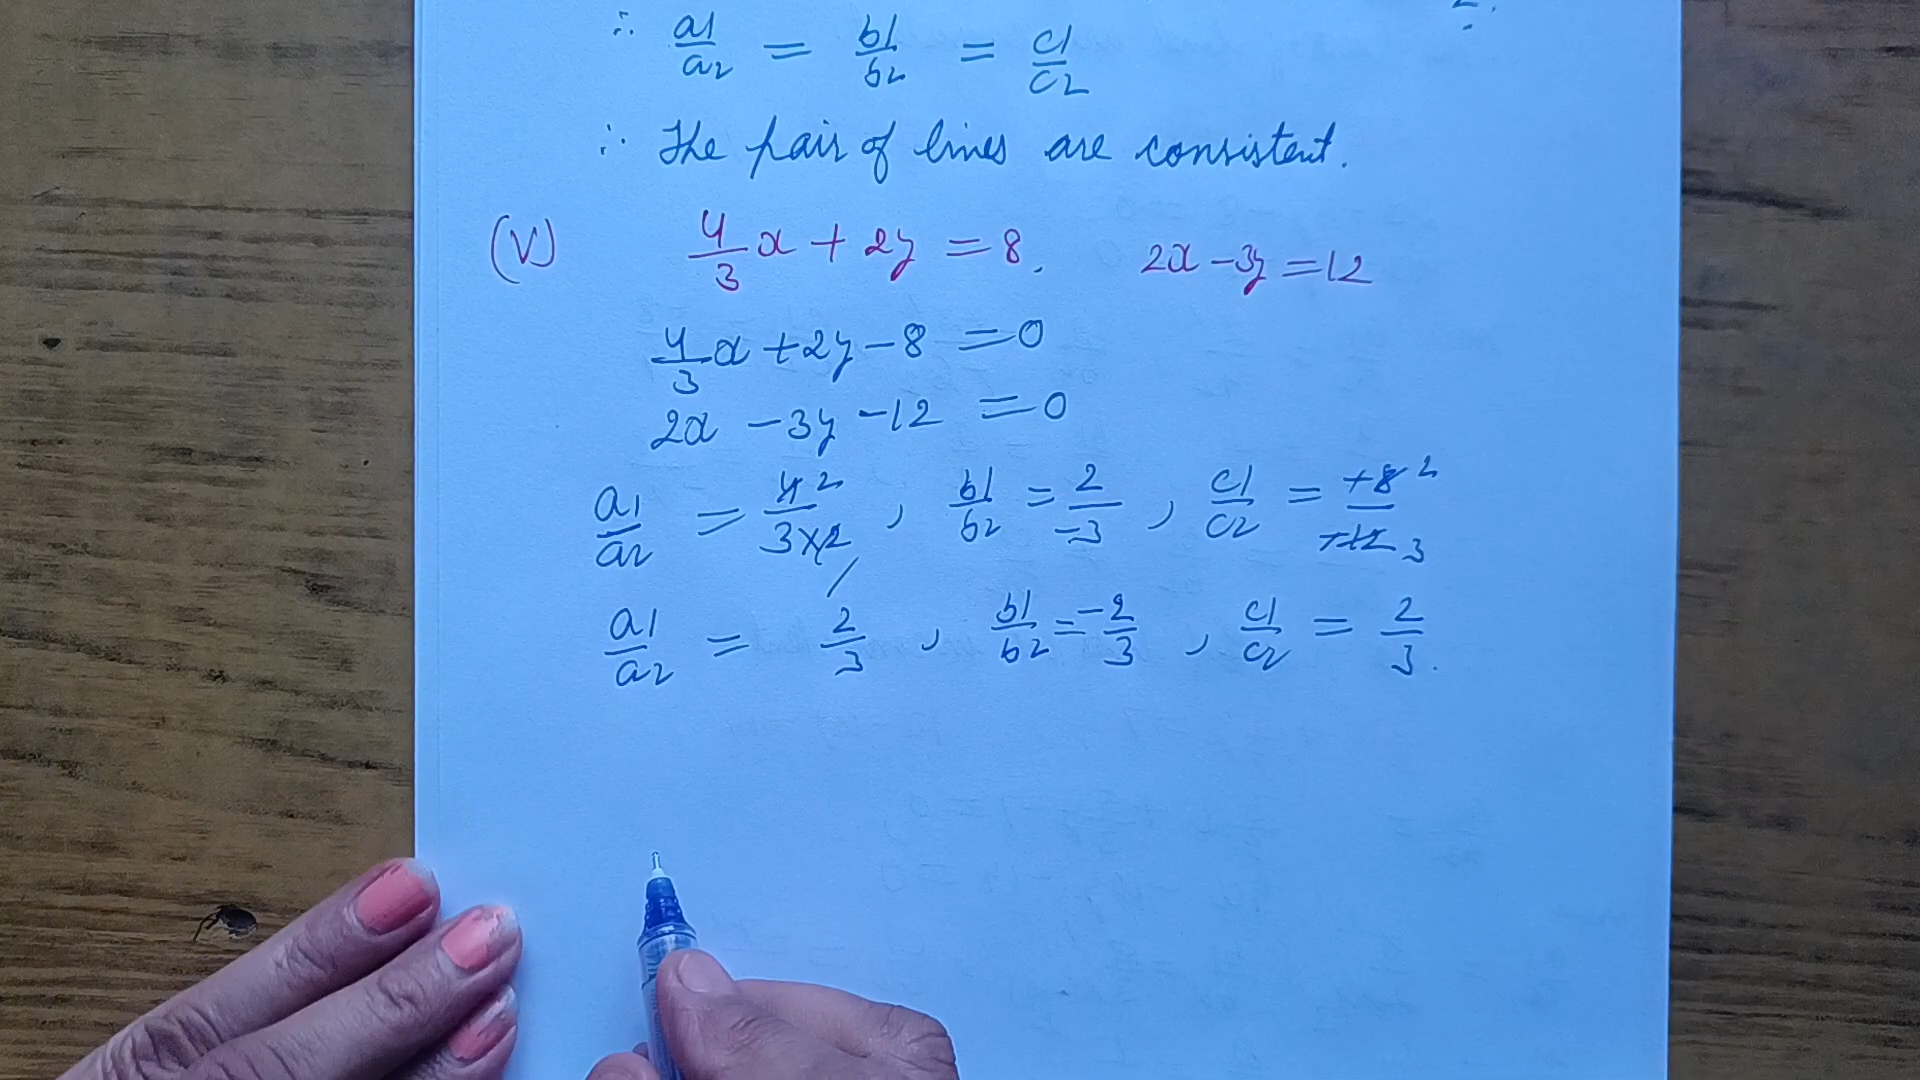 ∴ a1/a2 = b1/b2 = c1/c2
∴ The pair of lines are consistent.
(V) 4/3 x + 2y = 8, 2x - 3y = 12
4/3 x + 2y - 8 = 0
2x - 3y - 12 = 0
a1/a2 = 4 2/3×2, b1/b2 = 2/-3, c1/c2 = +8 2/+12 3
a1/a2 = 2/3, b1/b2 = -2/3, c1/c2 = 2/3.